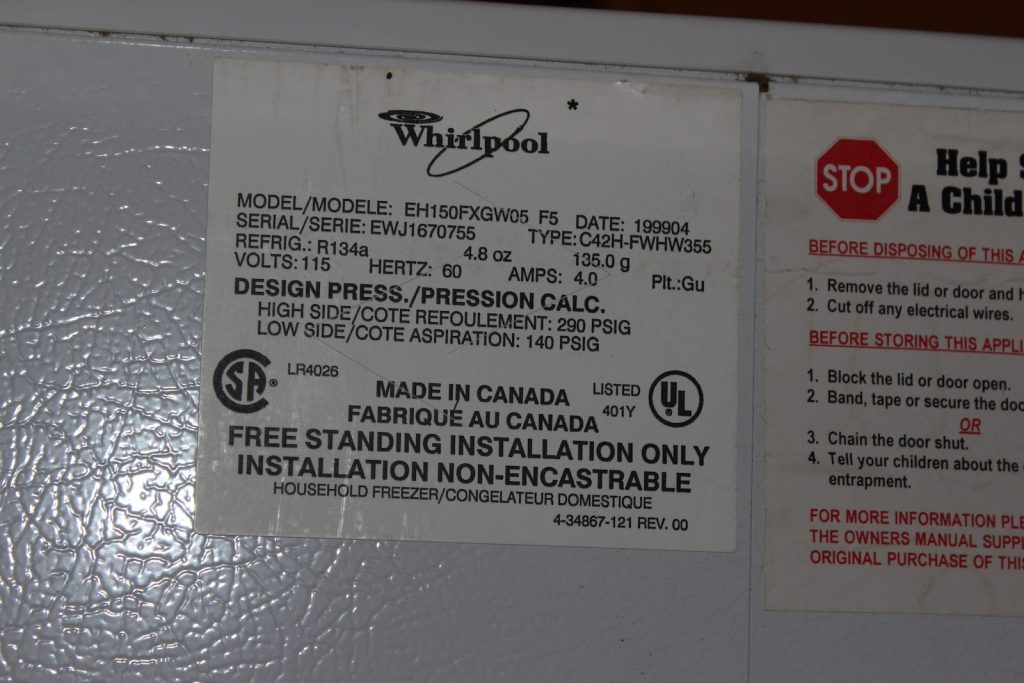 Whirlpool *
MODEL/MODELE: EH150FXGW05 F5 DATE: 199904
SERIAL/SERIE: EWJ1670755 TYPE: C42H-FWHW355
REFRIG.: R134a 4.8 oz 135.0 g
VOLTS: 115 HERTZ: 60 AMPS: 4.0 Plt.:Gu
DESIGN PRESS./PRESSION CALC.
HIGH SIDE/COTE REFOULEMENT: 290 PSIG
LOW SIDE/COTE ASPIRATION: 140 PSIG
SA ® LR4026
MADE IN CANADA
FABRIQUE AU CANADA
LISTED
401Y
UL
FREE STANDING INSTALLATION ONLY
INSTALLATION NON-ENCASTRABLE
HOUSEHOLD FREEZER/CONGELATEUR DOMESTIQUE
4-34867-121 REV. 00
STOP
Help
A Child
BEFORE DISPOSING OF THIS
1. Remove the lid or door and
2. Cut off any electrical wires.
BEFORE STORING THIS
1. Block the lid or door open.
2. Band, tape or secure the
OR
3. Chain the door shut.
4. Tell your children about the
entrapment.
FOR MORE INFORMATION
THE OWNERS MANUAL
ORIGINAL PURCHASE OF